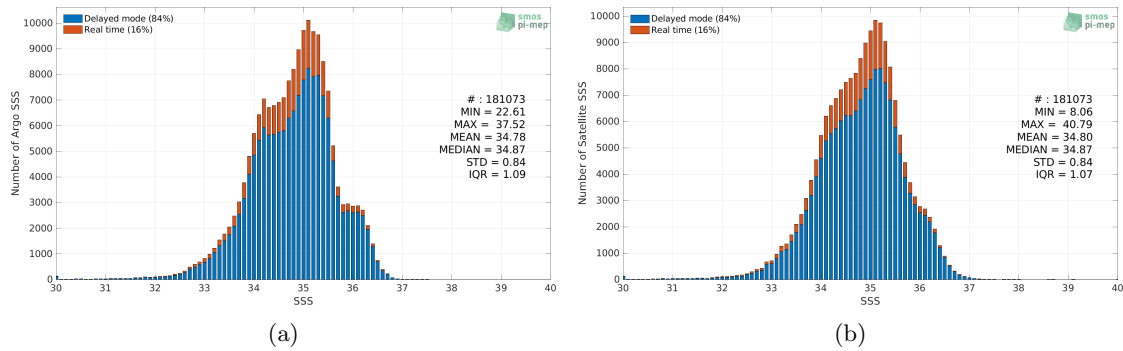 Delayed mode (84%)
Real time (16%)
smos
pi-mep
# : 181073
MIN = 22.61
MAX = 37.52
MEAN = 34.78
MEDIAN = 34.87
STD = 0.84
IQR = 1.09
Number of Argo SSS
10000
9000
8000
7000
6000
5000
4000
3000
2000
1000
0
30 31 32 33 34 35 36 37 38 39 40
SSS
(a)
Delayed mode (84%)
Real time (16%)
smos
pi-mep
# : 181073
MIN = 8.06
MAX = 40.79
MEAN = 34.80
MEDIAN = 34.87
STD = 0.84
IQR = 1.07
Number of Satellite SSS
10000
9000
8000
7000
6000
5000
4000
3000
2000
1000
0
30 31 32 33 34 35 36 37 38 39 40
SSS
(b)